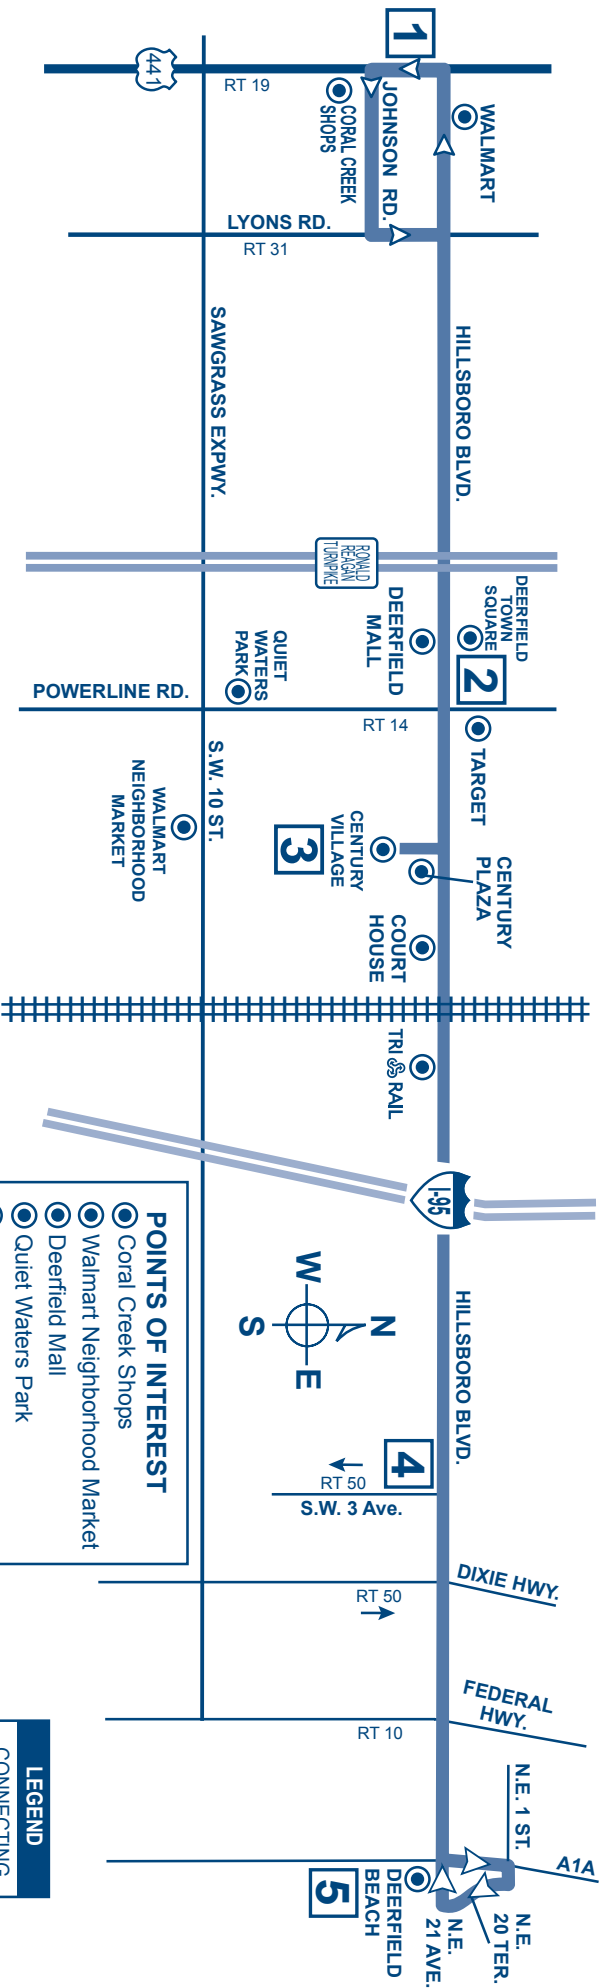 1
441
RT 19
JOHNSON RD.
CORAL CREEK
SHOPS
WALMART
LYONS RD.
RT 31
HILLSBORO BLVD.
SAWGRASS EXPWY.
RONALD
REAGAN
TURNPIKE
DEERFIELD
TOWN
SQUARE
2
DEERFIELD
MALL
QUIET
WATERS
PARK
POWERLINE RD.
RT 14
TARGET
S.W. 10 ST.
WALMART
NEIGHBORHOOD
MARKET
CENTURY
VILLAGE
3
CENTURY
PLAZA
COURT
HOUSE
TRI RAIL
I-95
HILLSBORO BLVD.
N
W E
S
4
RT 50
S.W. 3 Ave.
DIXIE HWY.
RT 50
FEDERAL
HWY.
RT 10
N.E. 1 ST.
A1A
N.E.
20 TER.
N.E.
21 AVE.
DEERFIELD
BEACH
5
POINTS OF INTEREST
Coral Creek Shops
Walmart Neighborhood Market
Deerfield Mall
Quiet Waters Park
LEGEND
CONNECTING